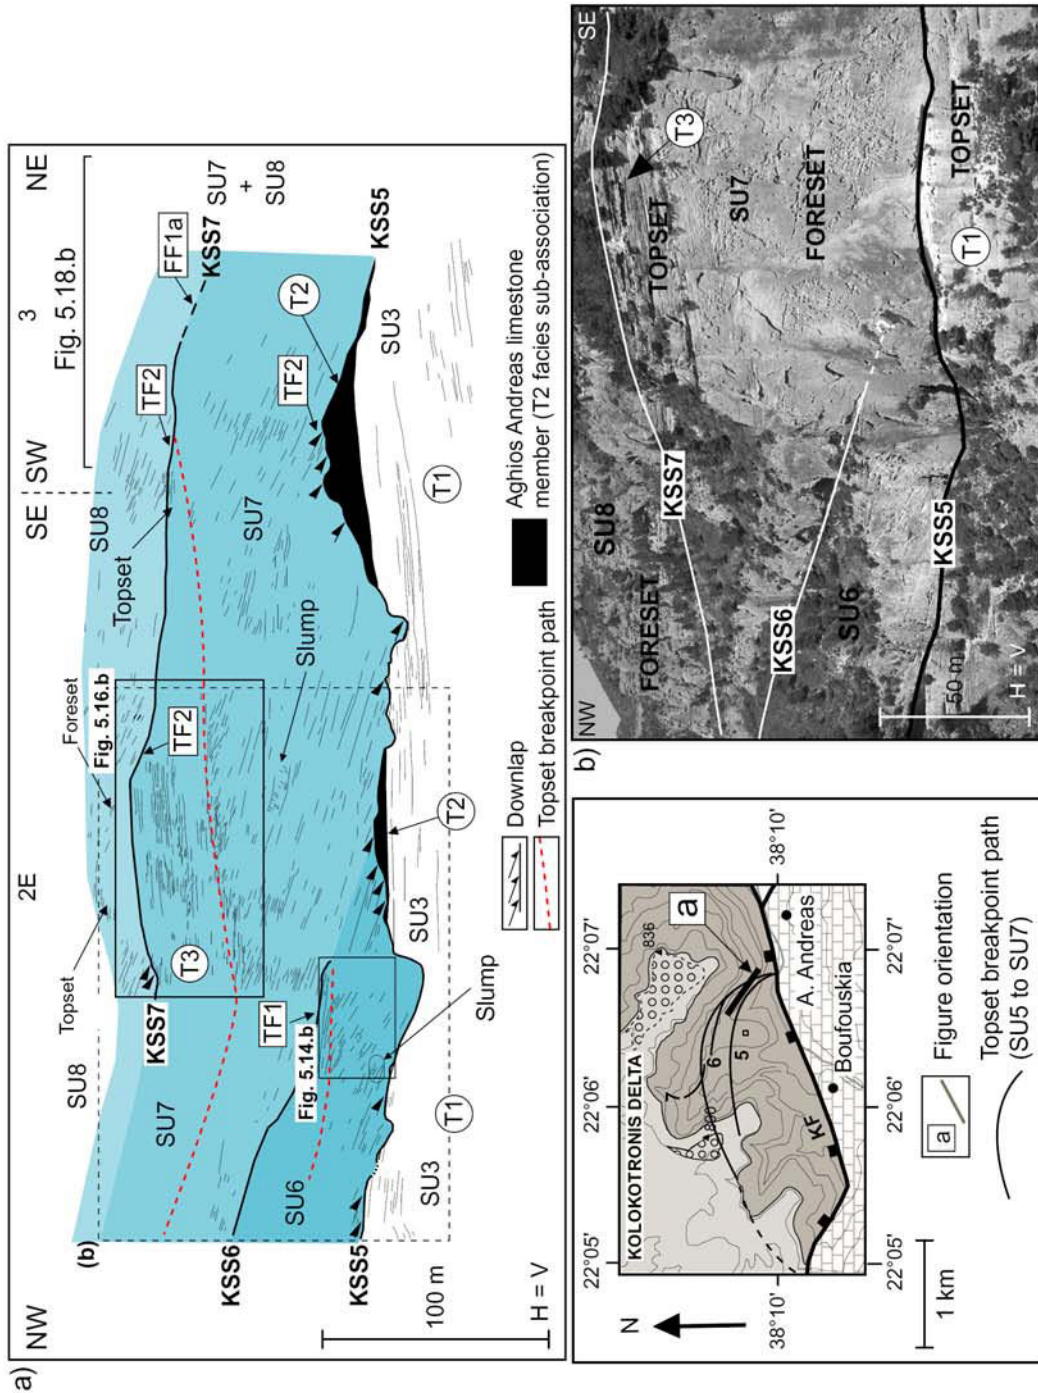 a)
NW
2E
SE
SW
3
NE
Fig. 5.18.b
(b)
SU8
Topset
Foreset
Fig. 5.16.b
Topset
SU8
TF2
FF1a
KSS7
SU7
+
SU8
KSS7
T3
TF2
SU7
SU7
Slump
TF2
T2
KSS6
TF1
Fig. 5.14.b
SU6
KSS5
KSS5
SU3
T1
Slump
SU3
T2
T1
SU3
100 m
H = V
Downlap
Topset breakpoint path
Aghios Andreas limestone
member (T2 facies sub-association)
N
22°05'
22°06'
22°07'
KOLOKOTRONIS DELTA
836
800
a
7
6
5
KF
A. Andreas
Boufouskia
38°10'
38°10'
22°05'
22°06'
22°07'
1 km
a
Figure orientation
Topset breakpoint path
(SU5 to SU7)
b)
NW
SE
SU8
FORESET
KSS7
TOPSET
T3
SU7
FORESET
KSS6
SU6
KSS5
TOPSET
T1
50 m
H = V